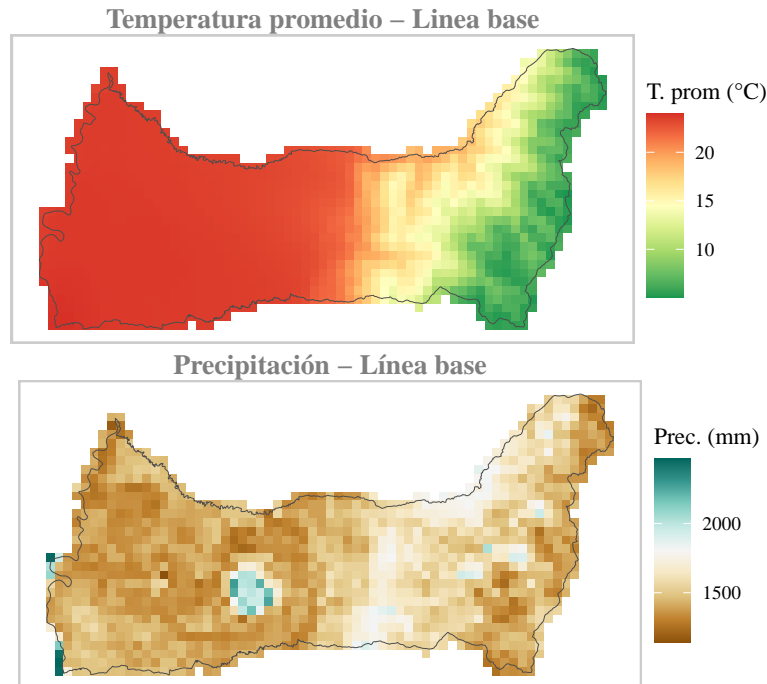 Temperatura promedio – Linea base
T. prom (°C)
20
15
10
Precipitación – Línea base
Prec. (mm)
2000
1500